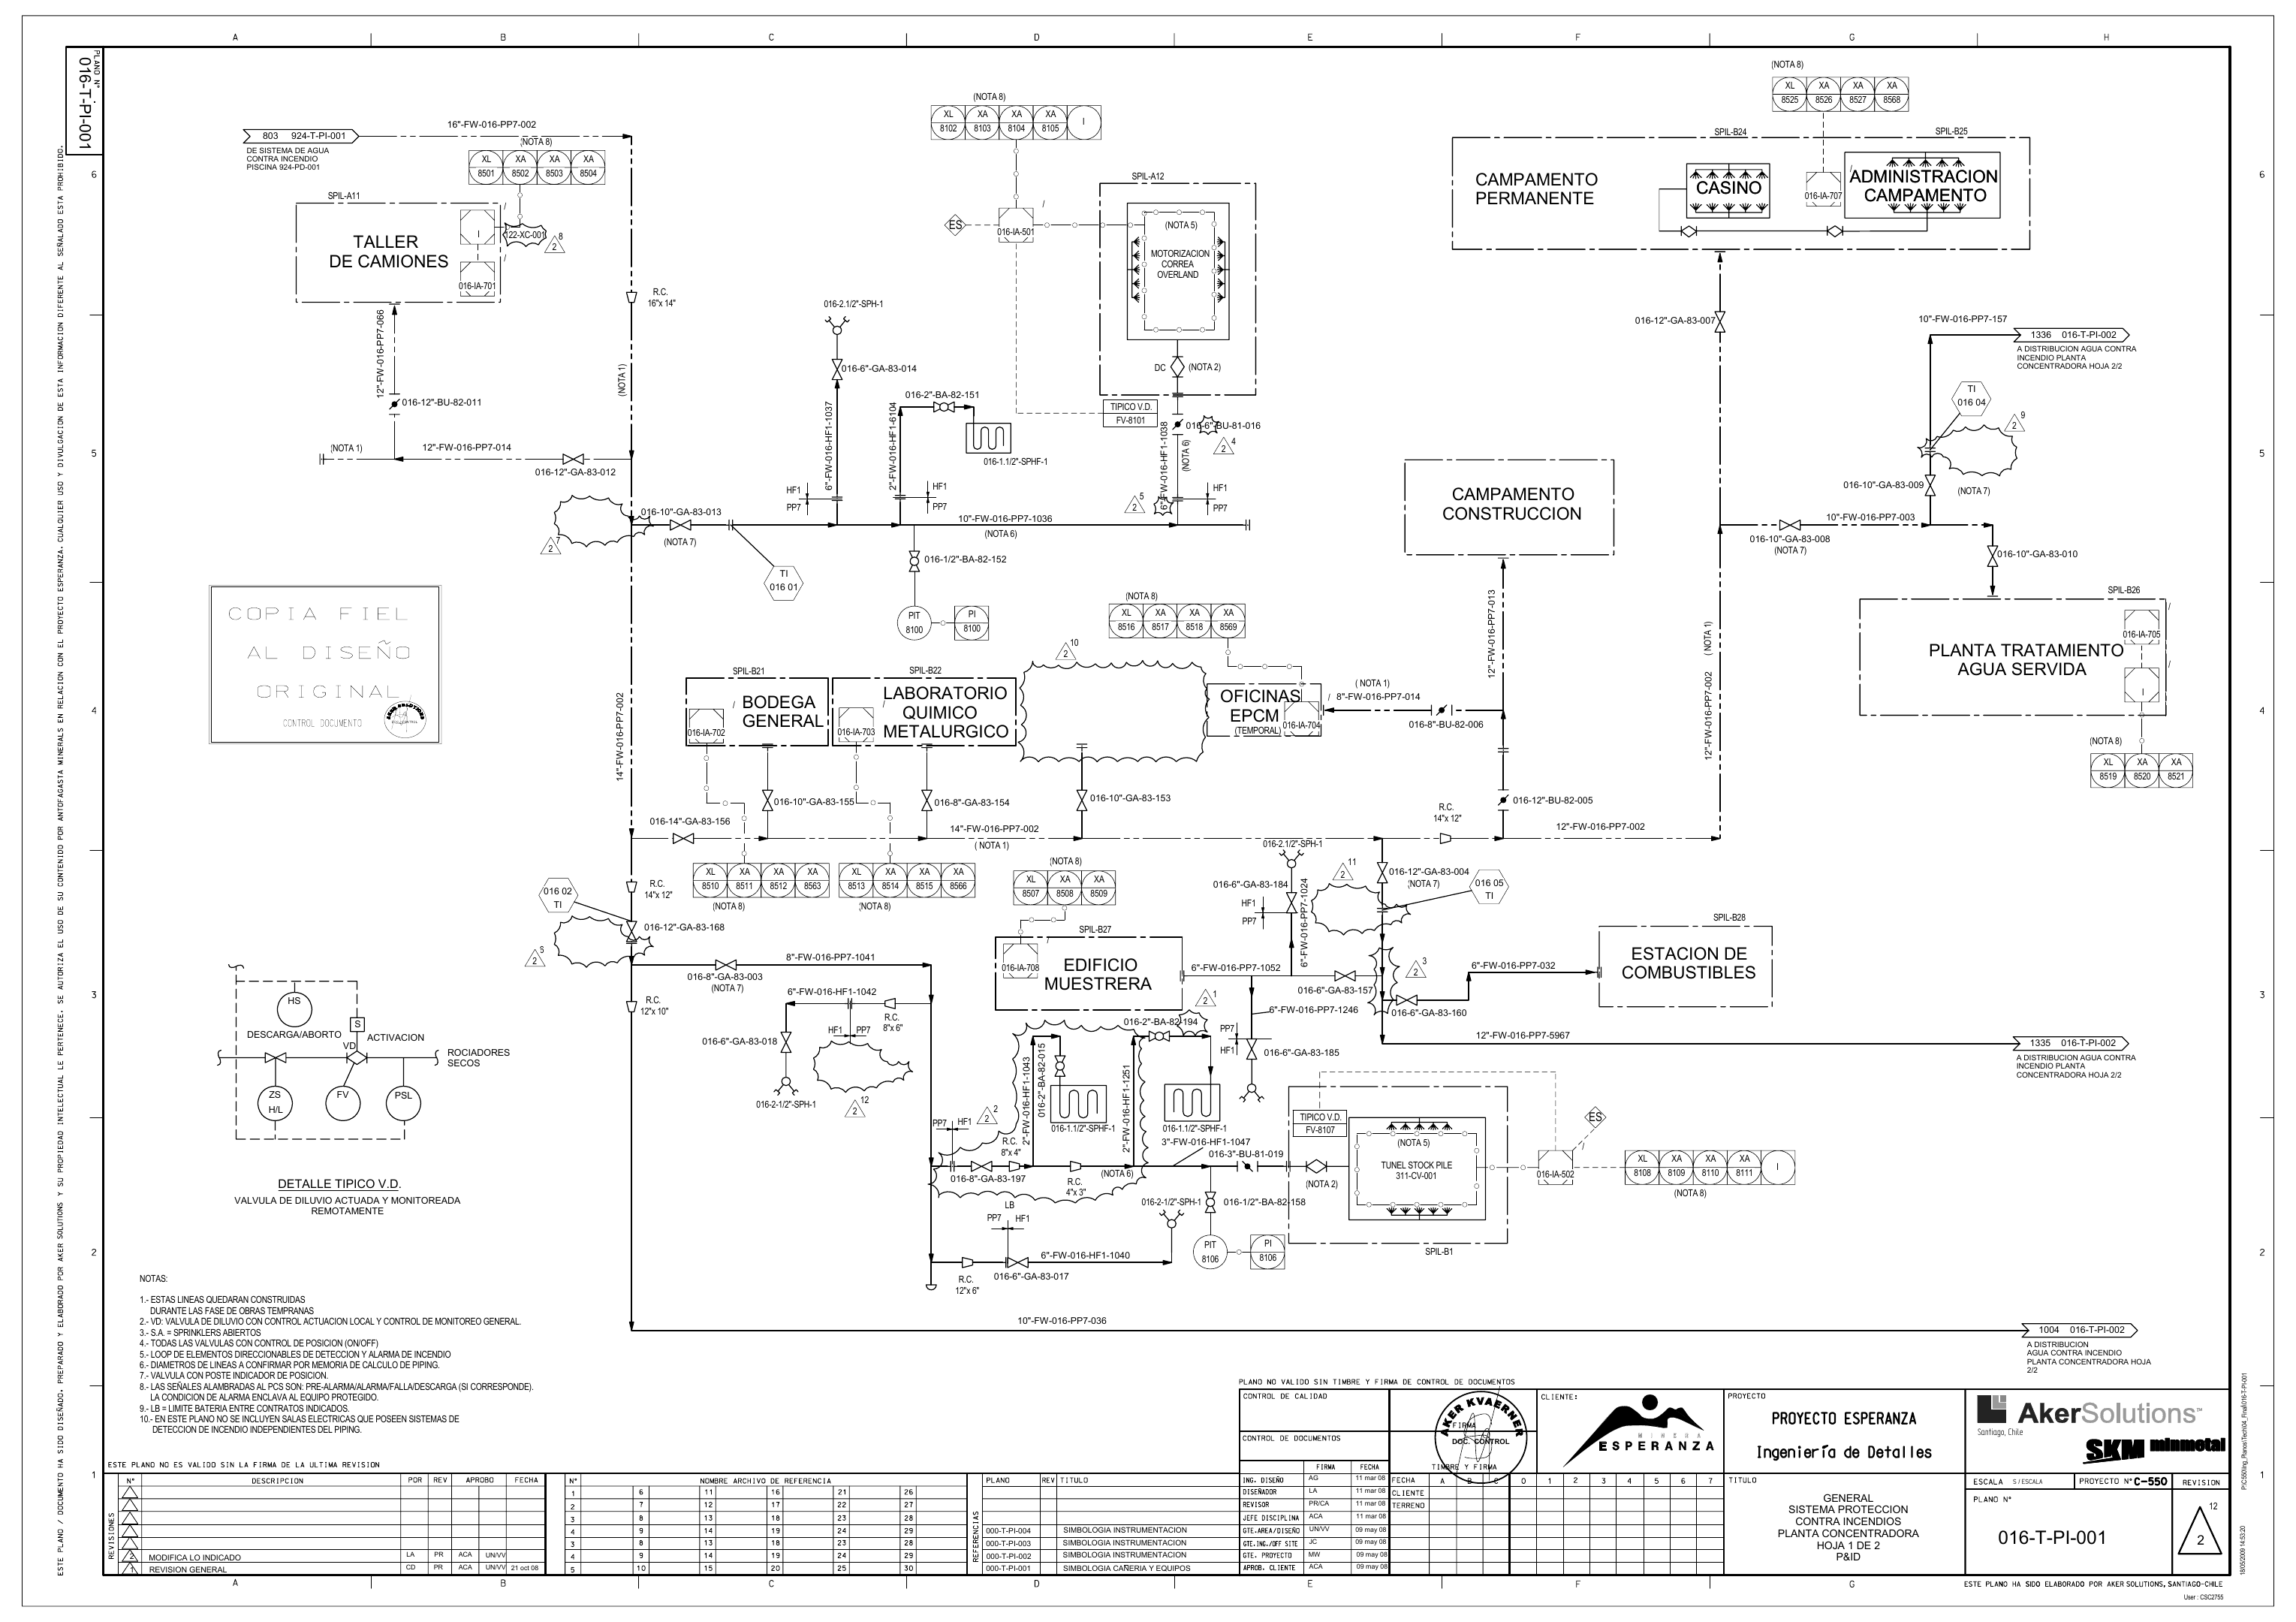 A B C D E F G H
PLANO N°
016-T-PI-001
803 924-T-PI-001
DE SISTEMA DE AGUA
CONTRA INCENDIO
PISCINA 924-PD-001
16"-FW-016-PP7-002
(NOTA 8)
XL 8501 XA 8502 XA 8503 XA 8504
SPIL-A11
TALLER
DE CAMIONES
I
016-IA-701
122-XC-001
2 8
12"-FW-016-PP7-066
016-12"-BU-82-011
(NOTA 1)
12"-FW-016-PP7-014
016-12"-GA-83-012
R.C.
16"x 14"
(NOTA 1)
(NOTA 8)
XL 8102 XA 8103 XA 8104 XA 8105 I
ES
016-IA-501
SPIL-A12
(NOTA 5)
MOTORIZACION
CORREA
OVERLAND
DC (NOTA 2)
TIPICO V.D.
FV-8101
016-6"-BU-81-016
2 4
6"-FW-016-HF1-1038
(NOTA 6)
2 5
HF1
PP7
016-2.1/2"-SPH-1
016-6"-GA-83-014
6"-FW-016-HF1-1037
HF1
PP7
016-2"-BA-82-151
2"-FW-016-HF1-6104
016-1.1/2"-SPHF-1
HF1
PP7
016-10"-GA-83-013
(NOTA 7)
2 7
10"-FW-016-PP7-1036
(NOTA 6)
TI
016 01
016-1/2"-BA-82-152
PIT 8100
PI 8100
(NOTA 8)
XL 8525 XA 8526 XA 8527 XA 8568
SPIL-B24 SPIL-B25
CAMPAMENTO
PERMANENTE
CASINO
016-IA-707
ADMINISTRACION
CAMPAMENTO
016-12"-GA-83-007
10"-FW-016-PP7-157
1336 016-T-PI-002
A DISTRIBUCION AGUA CONTRA
INCENDIO PLANTA
CONCENTRADORA HOJA 2/2
TI
016 04
2 9
016-10"-GA-83-009
(NOTA 7)
10"-FW-016-PP7-003
016-10"-GA-83-008
(NOTA 7)
016-10"-GA-83-010
SPIL-B26
PLANTA TRATAMIENTO
AGUA SERVIDA
016-IA-705
I
(NOTA 8)
XL 8519 XA 8520 XA 8521
CAMPAMENTO
CONSTRUCCION
12"-FW-016-PP7-013
(NOTA 1)
12"-FW-016-PP7-002
COPIA FIEL
AL DISEÑO
ORIGINAL
CONTROL DOCUMENTO
14"-FW-016-PP7-002
SPIL-B21
BODEGA
GENERAL
016-IA-702
SPIL-B22
LABORATORIO
QUIMICO
METALURGICO
016-IA-703
2 10
(NOTA 8)
XL 8516 XA 8517 XA 8518 XA 8569
OFICINAS
EPCM
(TEMPORAL)
016-IA-704
(NOTA 1)
8"-FW-016-PP7-014
016-8"-BU-82-006
016-10"-GA-83-155
016-8"-GA-83-154
016-10"-GA-83-153
016-14"-GA-83-156
14"-FW-016-PP7-002
(NOTA 1)
016-12"-BU-82-005
R.C.
14"x 12"
12"-FW-016-PP7-002
XL 8510 XA 8511 XA 8512 XA 8563
(NOTA 8)
XL 8513 XA 8514 XA 8515 XA 8566
(NOTA 8)
(NOTA 8)
XL 8507 XA 8508 XA 8509
016 02
TI
R.C.
14"x 12"
016-12"-GA-83-168
8"-FW-016-PP7-1041
016-8"-GA-83-003
(NOTA 7)
R.C.
12"x 10"
6"-FW-016-HF1-1042
R.C.
8"x 6"
HF1 PP7
016-6"-GA-83-018
016-2-1/2"-SPH-1
2 12
SPIL-B27
EDIFICIO
MUESTRERA
016-IA-708
6"-FW-016-PP7-1052
2 1
016-2.1/2"-SPH-1
016-6"-GA-83-184
HF1
PP7
6"-FW-016-PP7-1024
2 11
016-12"-GA-83-004
(NOTA 7)
016 05
TI
016-6"-GA-83-157
2 3
6"-FW-016-PP7-1246
PP7
HF1
016-6"-GA-83-185
016-6"-GA-83-160
6"-FW-016-PP7-032
SPIL-B28
ESTACION DE
COMBUSTIBLES
12"-FW-016-PP7-5967
1335 016-T-PI-002
A DISTRIBUCION AGUA CONTRA
INCENDIO PLANTA
CONCENTRADORA HOJA 2/2
HS
DESCARGA/ABORTO
S
ACTIVACION
VD
ROCIADORES
SECOS
ZS
H/L
FV
PSL
DETALLE TIPICO V.D.
VALVULA DE DILUVIO ACTUADA Y MONITOREADA
REMOTAMENTE
016-2"-BA-82-194
2"-FW-016-HF1-1043
016-2"-BA-82-015
016-1.1/2"-SPHF-1
2"-FW-016-HF1-1251
016-1.1/2"-SPHF-1
2 2
PP7 HF1
R.C.
8"x 4"
016-8"-GA-83-197
R.C.
4"x 3"
(NOTA 6)
3"-FW-016-HF1-1047
016-3"-BU-81-019
(NOTA 2)
TIPICO V.D.
FV-8107
(NOTA 5)
TUNEL STOCK PILE
311-CV-001
SPIL-B1
ES
016-IA-502
XL 8108 XA 8109 XA 8110 XA 8111 I
(NOTA 8)
LB
PP7 HF1
016-2-1/2"-SPH-1
016-1/2"-BA-82-158
PIT 8106
PI 8106
6"-FW-016-HF1-1040
016-6"-GA-83-017
R.C.
12"x 6"
10"-FW-016-PP7-036
1004 016-T-PI-002
A DISTRIBUCION
AGUA CONTRA INCENDIO
PLANTA CONCENTRADORA HOJA
2/2
NOTAS:
1.- ESTAS LINEAS QUEDARAN CONSTRUIDAS
DURANTE LAS FASE DE OBRAS TEMPRANAS
2.- VD: VALVULA DE DILUVIO CON CONTROL ACTUACION LOCAL Y CONTROL DE MONITOREO GENERAL.
3.- S.A. = SPRINKLERS ABIERTOS
4.- TODAS LAS VALVULAS CON CONTROL DE POSICION (ON/OFF)
5.- LOOP DE ELEMENTOS DIRECCIONABLES DE DETECCION Y ALARMA DE INCENDIO
6.- DIAMETROS DE LINEAS A CONFIRMAR POR MEMORIA DE CALCULO DE PIPING.
7.- VALVULA CON POSTE INDICADOR DE POSICION.
8.- LAS SEÑALES ALAMBRADAS AL PCS SON: PRE-ALARMA/ALARMA/FALLA/DESCARGA (SI CORRESPONDE).
LA CONDICION DE ALARMA ENCLAVA AL EQUIPO PROTEGIDO.
9.- LB = LIMITE BATERIA ENTRE CONTRATOS INDICADOS.
10.- EN ESTE PLANO NO SE INCLUYEN SALAS ELECTRICAS QUE POSEEN SISTEMAS DE
DETECCION DE INCENDIO INDEPENDIENTES DEL PIPING.
ESTE PLANO NO ES VALIDO SIN LA FIRMA DE LA ULTIMA REVISION
REVISIONES
N° DESCRIPCION POR REV APROBO FECHA
2 MODIFICA LO INDICADO LA PR ACA UN/VV
1 REVISION GENERAL CD PR ACA UN/VV 21 oct 08
N° NOMBRE ARCHIVO DE REFERENCIA
1 6 11 16 21 26
2 7 12 17 22 27
3 8 13 18 23 28
4 9 14 19 24 29
3 8 13 18 23 28
4 9 14 19 24 29
5 10 15 20 25 30
REFERENCIAS
PLANO REV TITULO
000-T-PI-004 SIMBOLOGIA INSTRUMENTACION
000-T-PI-003 SIMBOLOGIA INSTRUMENTACION
000-T-PI-002 SIMBOLOGIA INSTRUMENTACION
000-T-PI-001 SIMBOLOGIA CAÑERIA Y EQUIPOS
PLANO NO VALIDO SIN TIMBRE Y FIRMA DE CONTROL DE DOCUMENTOS
CONTROL DE CALIDAD
CONTROL DE DOCUMENTOS
AKER KVAERNER
FIRMA
DOC. CONTROL
TIMBRE Y FIRMA
FIRMA FECHA
ING. DISEÑO AG 11 mar 08
DISEÑADOR LA 11 mar 08
REVISOR PR/CA 11 mar 08
JEFE DISCIPLINA ACA 11 mar 08
GTE.AREA/DISEÑO UN/VV 09 may 08
GTE.ING./OFF SITE JC 09 may 08
GTE. PROYECTO MW 09 may 08
APROB. CLIENTE ACA 09 may 08
FECHA A B C 0 1 2 3 4 5 6 7
CLIENTE
TERRENO
CLIENTE:
MINERA
ESPERANZA
PROYECTO
PROYECTO ESPERANZA
Ingeniería de Detalles
TITULO
GENERAL
SISTEMA PROTECCION
CONTRA INCENDIOS
PLANTA CONCENTRADORA
HOJA 1 DE 2
P&ID
AkerSolutions™
Santiago, Chile
SKM minmetal
ESCALA S/ESCALA PROYECTO N° C-550 REVISION
PLANO N°
016-T-PI-001
12
2
ESTE PLANO HA SIDO ELABORADO POR AKER SOLUTIONS, SANTIAGO-CHILE
User : CSC2755
18/05/2009 14:53:20
ESTE PLANO / DOCUMENTO HA SIDO DISEÑADO, PREPARADO Y ELABORADO POR AKER SOLUTIONS Y SU PROPIEDAD INTELECTUAL LE PERTENECE. SE AUTORIZA EL USO DE SU CONTENIDO POR ANTOFAGASTA MINERALS EN RELACION CON EL PROYECTO ESPERANZA. CUALQUIER USO Y DIVULGACION DE ESTA INFORMACION DIFERENTE AL SEÑALADO ESTA PROHIBIDO.
A B C D E F G